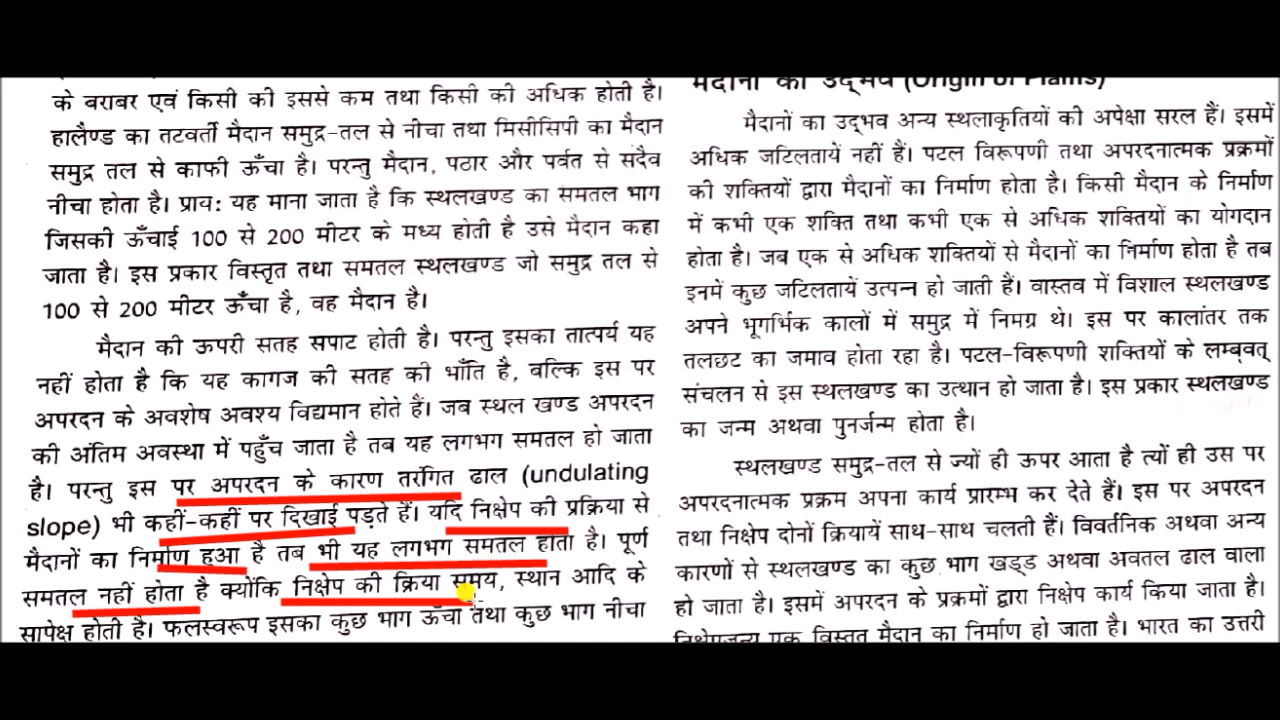 के बराबर एवं किसी की इससे कम तथा किसी की अधिक होती है।
हालैण्ड का तटवर्ती मैदान समुद्र-तल से नीचा तथा मिसीसिपी का मैदान
समुद्र तल से काफी ऊँचा है। परन्तु मैदान, पठार और पर्वत से सदैव
नीचा होता है। प्राय: यह माना जाता है कि स्थलखण्ड का समतल भाग
जिसकी ऊँचाई 100 से 200 मीटर के मध्य होती है उसे मैदान कहा
जाता है। इस प्रकार विस्तृत तथा समतल स्थलखण्ड जो समुद्र तल से
100 से 200 मीटर ऊँचा है, वह मैदान है।
मैदान की ऊपरी सतह सपाट होती है। परन्तु इसका तात्पर्य यह
नहीं होता है कि यह कागज की सतह की भाँति है, बल्कि इस पर
अपरदन के अवशेष अवश्य विद्यमान होते हैं। जब स्थल खण्ड अपरदन
की अंतिम अवस्था में पहुँच जाता है तब यह लगभग समतल हो जाता
है। परन्तु इस पर अपरदन के कारण तरंगित ढाल (undulating
slope) भी कहीं-कहीं पर दिखाई पड़ते हैं। यदि निक्षेप की प्रक्रिया से
मैदानों का निर्माण हुआ है तब भी यह लगभग समतल होता है। पूर्ण
समतल नहीं होता है क्योंकि निक्षेप की क्रिया समय, स्थान आदि के
सापेक्ष होती है। फलस्वरूप इसका कुछ भाग ऊँचा तथा कुछ भाग नीचा
मैदानों का उद्भव (Origin of Plains)
मैदानों का उद्भव अन्य स्थलाकृतियों की अपेक्षा सरल हैं। इसमें
अधिक जटिलतायें नहीं हैं। पटल विरूपणी तथा अपरदनात्मक प्रक्रमों
की शक्तियों द्वारा मैदानों का निर्माण होता है। किसी मैदान के निर्माण
में कभी एक शक्ति तथा कभी एक से अधिक शक्तियों का योगदान
होता है। जब एक से अधिक शक्तियों से मैदानों का निर्माण होता है तब
इनमें कुछ जटिलतायें उत्पन्न हो जाती हैं। वास्तव में विशाल स्थलखण्ड
अपने भूगर्भिक कालों में समुद्र में निमग्न थे। इस पर कालांतर तक
तलछट का जमाव होता रहा है। पटल-विरूपणी शक्तियों के लम्बवत्
संचलन से इस स्थलखण्ड का उत्थान हो जाता है। इस प्रकार स्थलखण्ड
का जन्म अथवा पुनर्जन्म होता है।
स्थलखण्ड समुद्र-तल से ज्यों ही ऊपर आता है त्यों ही उस पर
अपरदनात्मक प्रक्रम अपना कार्य प्रारम्भ कर देते हैं। इस पर अपरदन
तथा निक्षेप दोनों क्रियायें साथ-साथ चलती हैं। विवर्तनिक अथवा अन्य
कारणों से स्थलखण्ड का कुछ भाग खड्ड अथवा अवतल ढाल वाला
हो जाता है। इसमें अपरदन के प्रक्रमों द्वारा निक्षेप कार्य किया जाता है।
निक्षेपजन्य एक विस्तृत मैदान का निर्माण हो जाता है। भारत का उत्तरी